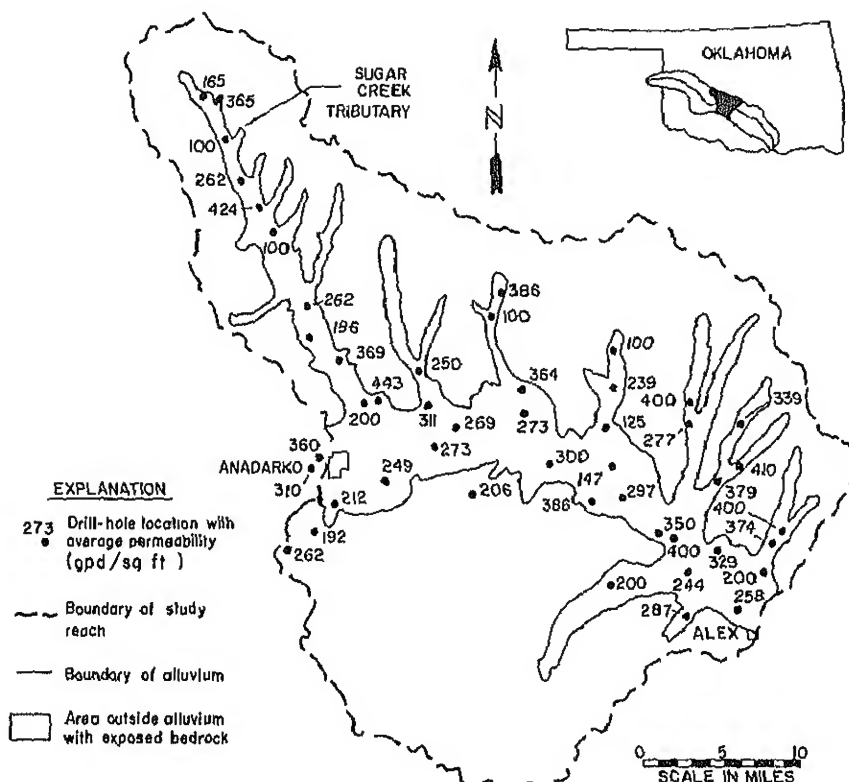 OKLAHOMA
SUGAR
CREEK
TRIBUTARY
N
165
365
100
262
424
100
262
196
369
443
200
250
311
269
273
386
100
364
273
100
239
125
400
277
339
410
379
300
147
297
386
206
249
360
ANADARKO
310
212
192
262
350
400
329
400
374
200
244
200
258
287
ALEX
EXPLANATION
273 Drill-hole location with
average permeability
(gpd/sq ft)
Boundary of study
reach
Boundary of alluvium
Area outside alluvium
with exposed bedrock
0 5 10
SCALE IN MILES